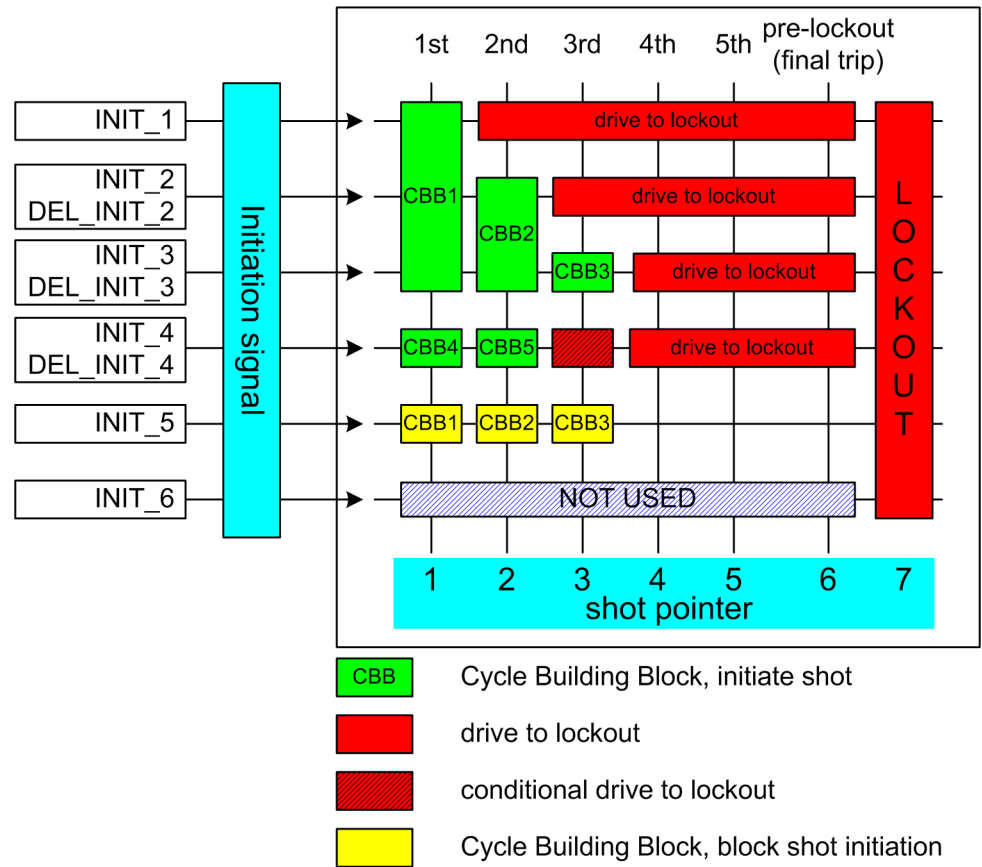 1st 2nd 3rd 4th 5th pre-lockout
(final trip)
INIT_1
drive to lockout
INIT_2
DEL_INIT_2
CBB1
drive to lockout
INIT_3
DEL_INIT_3
CBB2
CBB3
drive to lockout
INIT_4
DEL_INIT_4
CBB4
CBB5
drive to lockout
INIT_5
CBB1
CBB2
CBB3
INIT_6
NOT USED
Initiation signal
LOCKOUT
1 2 3 4 5 6 7
shot pointer
CBB Cycle Building Block, initiate shot
drive to lockout
conditional drive to lockout
Cycle Building Block, block shot initiation